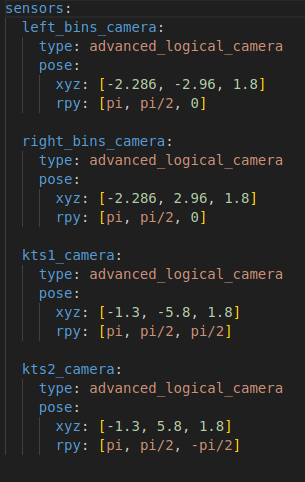 sensors:
  left_bins_camera:
    type: advanced_logical_camera
    pose:
      xyz: [-2.286, -2.96, 1.8]
      rpy: [pi, pi/2, 0]

  right_bins_camera:
    type: advanced_logical_camera
    pose:
      xyz: [-2.286, 2.96, 1.8]
      rpy: [pi, pi/2, 0]

  kts1_camera:
    type: advanced_logical_camera
    pose:
      xyz: [-1.3, -5.8, 1.8]
      rpy: [pi, pi/2, pi/2]

  kts2_camera:
    type: advanced_logical_camera
    pose:
      xyz: [-1.3, 5.8, 1.8]
      rpy: [pi, pi/2, -pi/2]